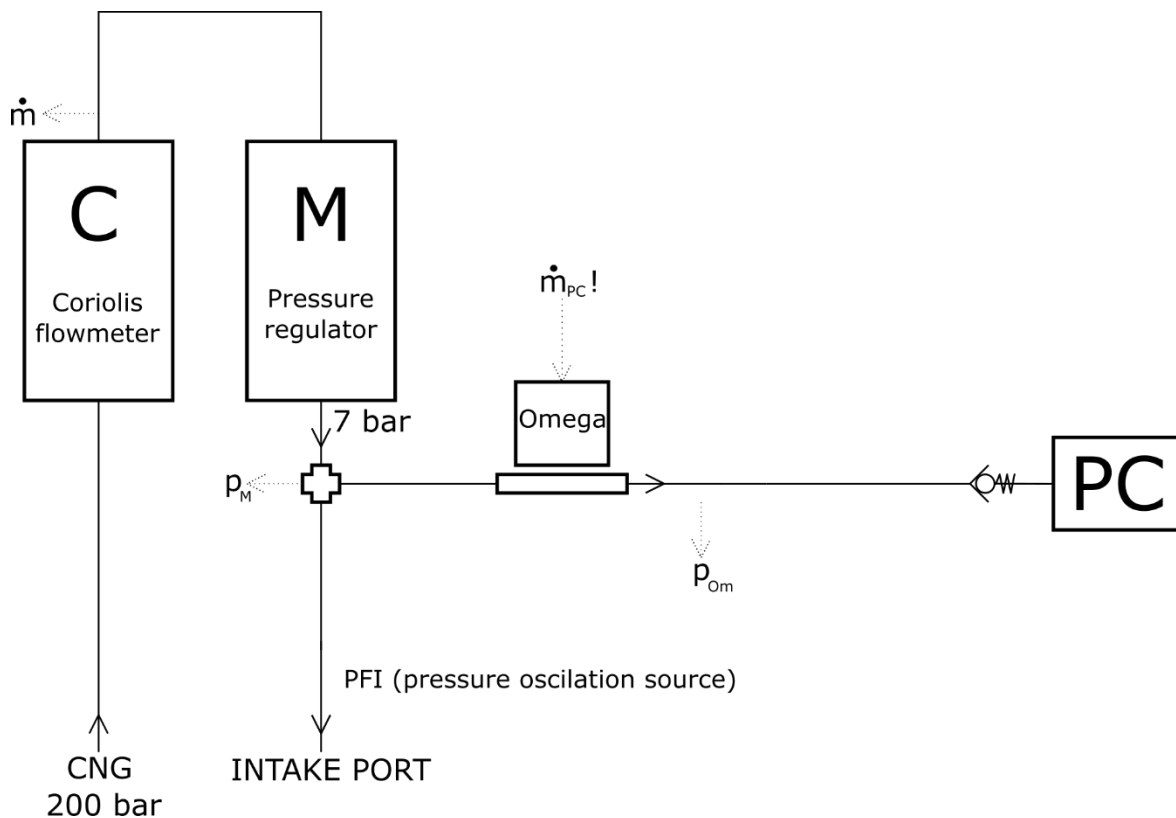 ṁ
C
Coriolis
flowmeter
M
Pressure
regulator
7 bar
ṁPC!
Omega
pM
PC
pOm
PFI (pressure oscilation source)
CNG
200 bar
INTAKE PORT